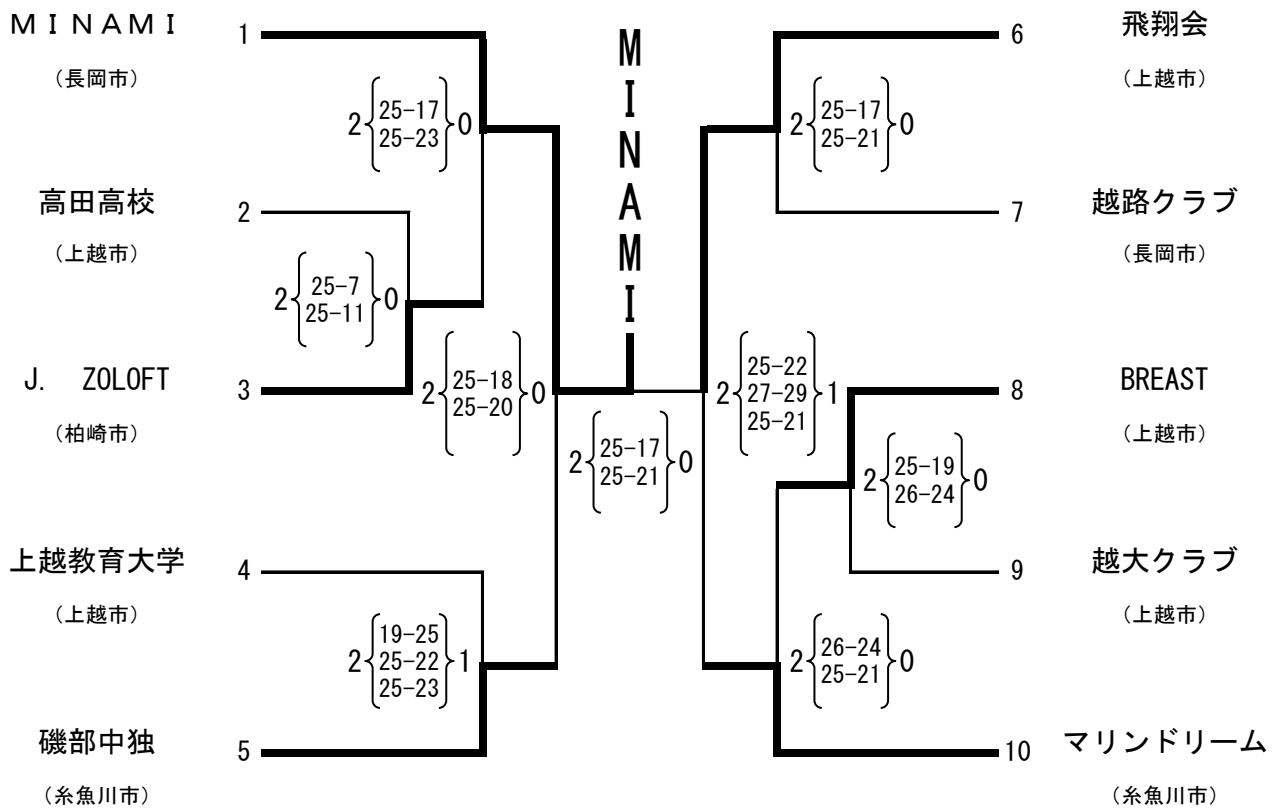 ＭＩＮＡＭＩ 1
（長岡市）
2 25-17 0
25-23
高田高校 2
（上越市）
2 25-7 0
25-11
J. ZOLOFT 3
（柏崎市）
2 25-18 0
25-20
上越教育大学 4
（上越市）
2 19-25 1
25-22
25-23
磯部中独 5
（糸魚川市）
ＭＩＮＡＭＩ
2 25-17 0
25-21
6 飛翔会
（上越市）
2 25-17 0
25-21
7 越路クラブ
（長岡市）
2 25-22 1
27-29
25-21
8 BREAST
（上越市）
2 25-19 0
26-24
9 越大クラブ
（上越市）
2 26-24 0
25-21
10 マリンドリーム
（糸魚川市）